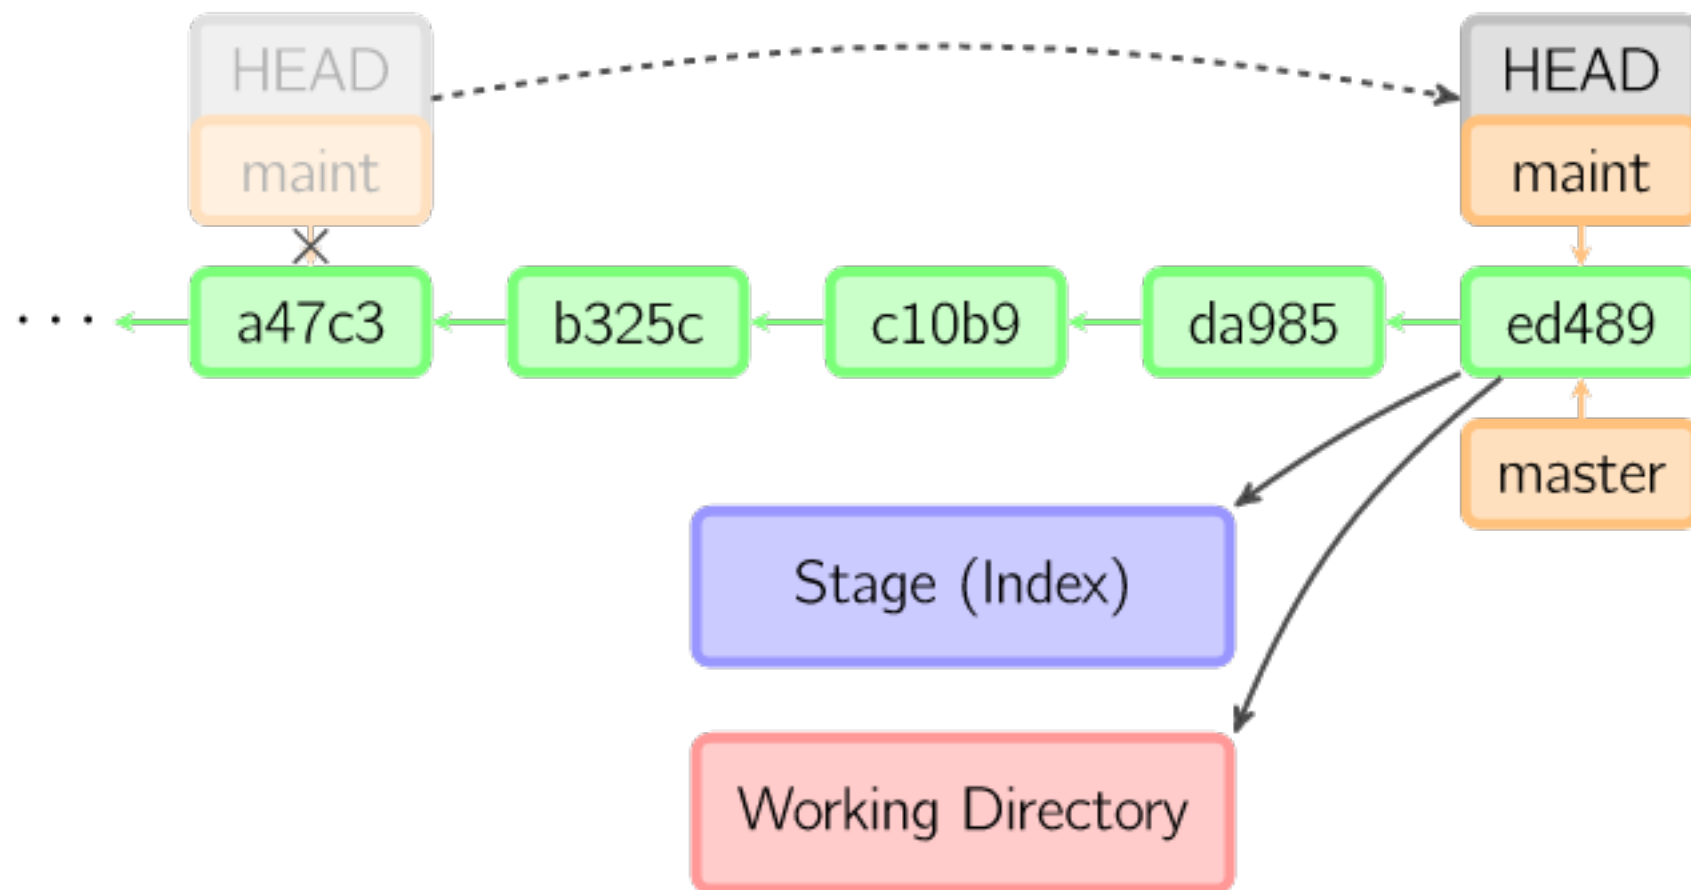 HEAD
HEAD
maint
maint
... a47c3 b325c c10b9 da985 ed489
master
Stage (Index)
Working Directory